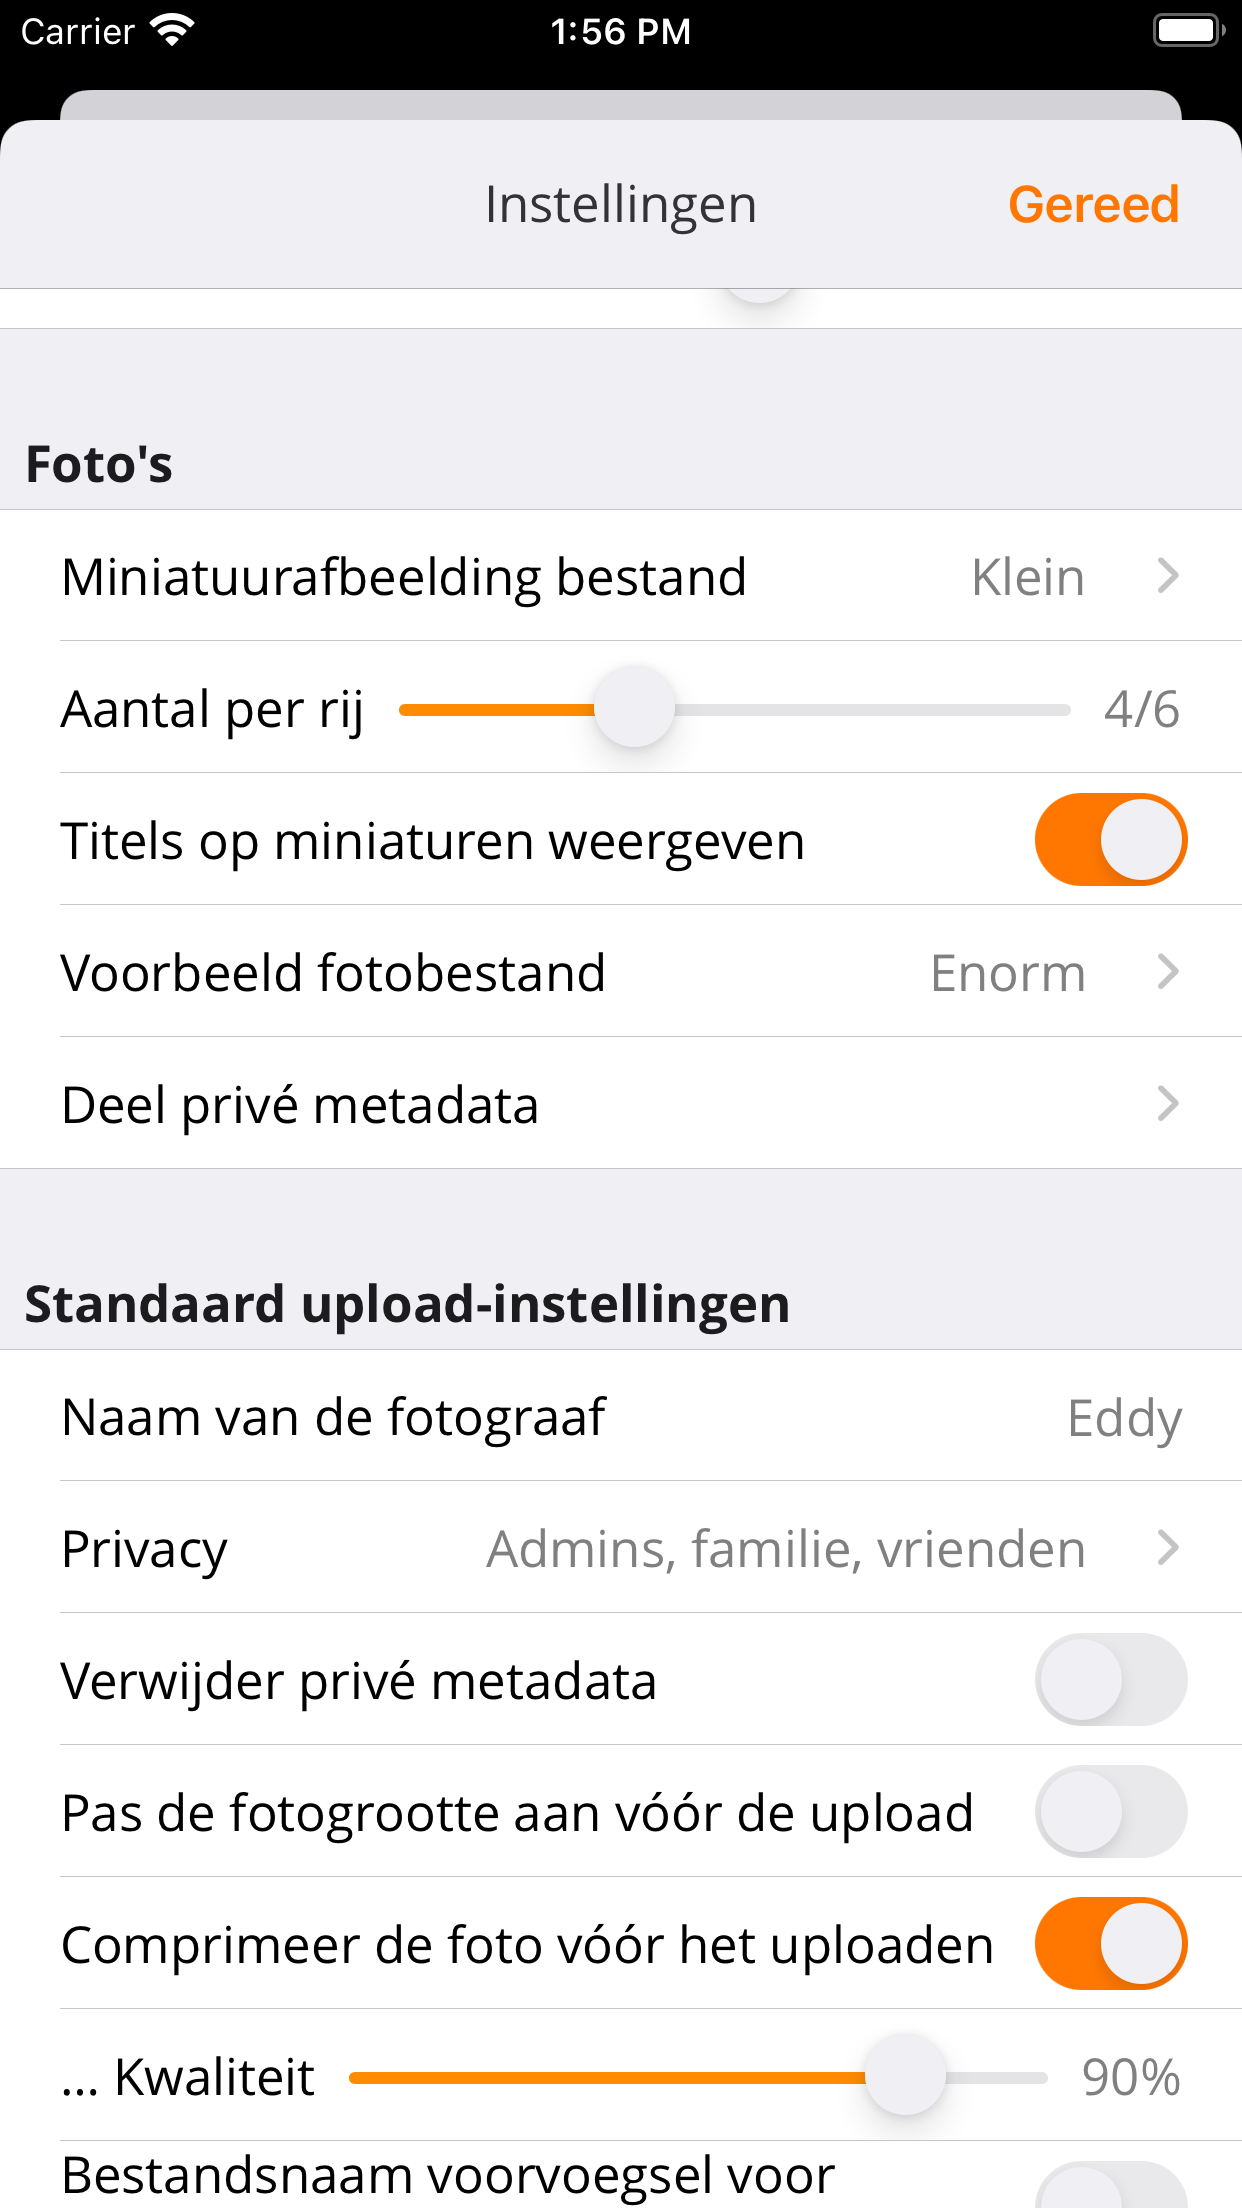 Carrier 1:56 PM
Instellingen Gereed
Foto's
Miniatuurafbeelding bestand Klein
Aantal per rij 4/6
Titels op miniaturen weergeven
Voorbeeld fotobestand Enorm
Deel privé metadata
Standaard upload-instellingen
Naam van de fotograaf Eddy
Privacy Admins, familie, vrienden
Verwijder privé metadata
Pas de fotogrootte aan vóór de upload
Comprimeer de foto vóór het uploaden
... Kwaliteit 90%
Bestandsnaam voorvoegsel voor